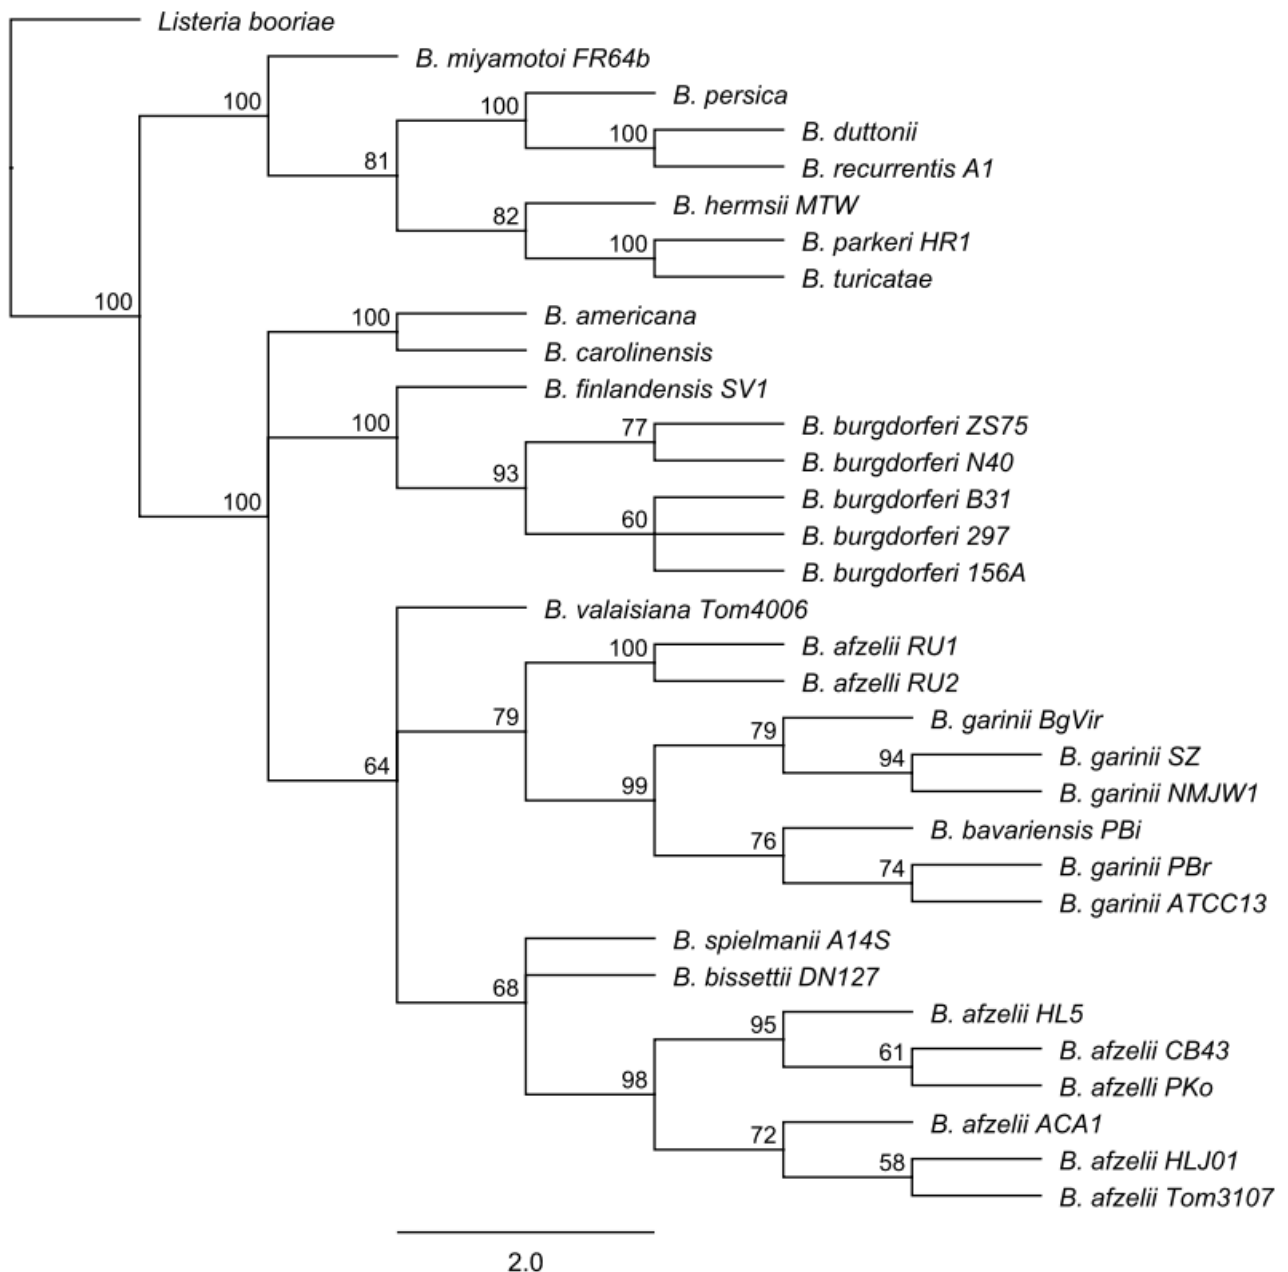 Listeria booriae
B. miyamotoi FR64b
100
B. persica
100
B. duttonii
100
B. recurrentis A1
81
B. hermsii MTW
82
B. parkeri HR1
100
B. turicatae
100
B. americana
100
B. carolinensis
B. finlandensis SV1
100
B. burgdorferi ZS75
77
B. burgdorferi N40
93
B. burgdorferi B31
100
60
B. burgdorferi 297
B. burgdorferi 156A
B. valaisiana Tom4006
B. afzelii RU1
100
B. afzelli RU2
79
B. garinii BgVir
79
B. garinii SZ
94
64
B. garinii NMJW1
99
B. bavariensis PBi
76
B. garinii PBr
74
B. garinii ATCC13
B. spielmanii A14S
B. bissettii DN127
68
B. afzelii HL5
95
B. afzelii CB43
61
98
B. afzelli PKo
B. afzelii ACA1
72
B. afzelii HLJ01
58
B. afzelii Tom3107
2.0